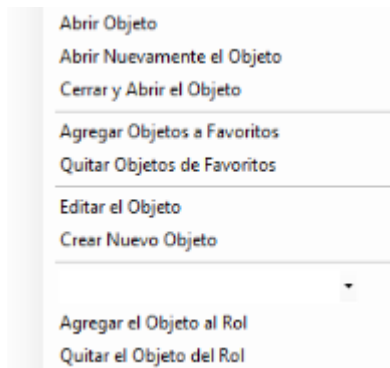 Abrir Objeto
Abrir Nuevamente el Objeto
Cerrar y Abrir el Objeto
Agregar Objetos a Favoritos
Quitar Objetos de Favoritos
Editar el Objeto
Crear Nuevo Objeto
Agregar el Objeto al Rol
Quitar el Objeto del Rol